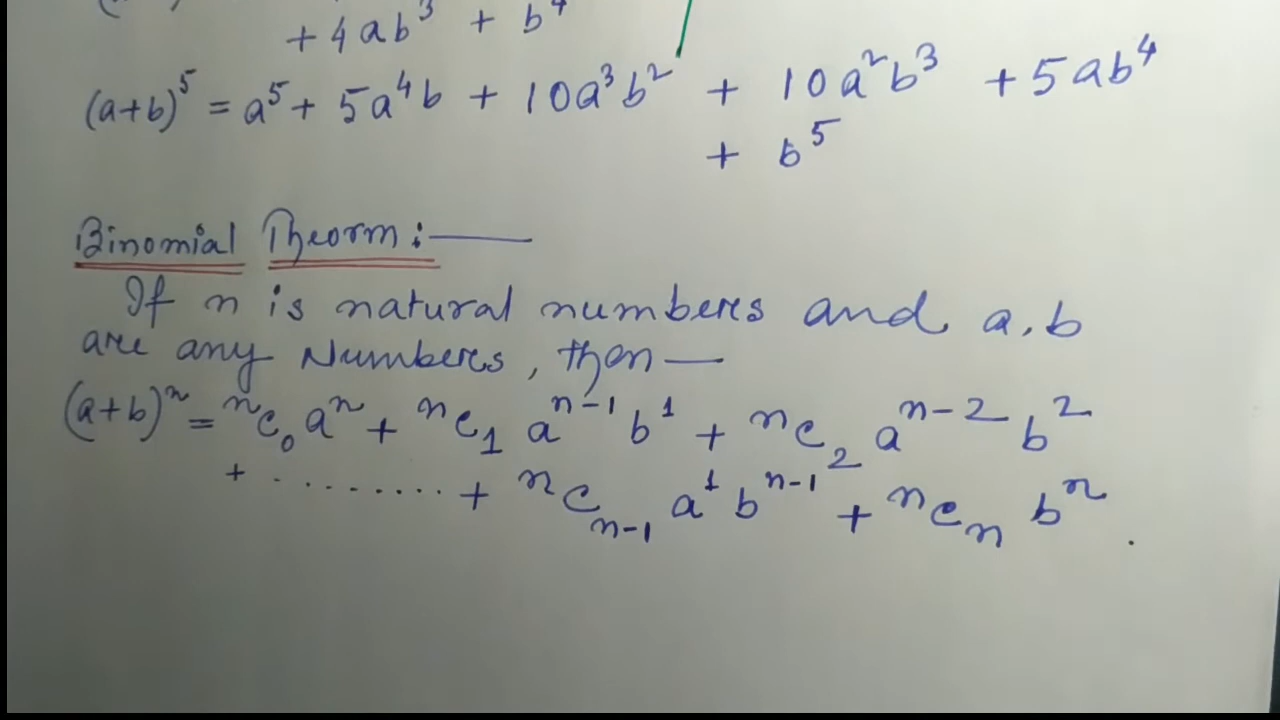 + 4ab³ + b⁴
(a+b)⁵ = a⁵ + 5a⁴b + 10a³b² + 10a²b³ + 5ab⁴
+ b⁵
Binomial Theorm :—
If n is natural numbers and a, b
are any Numbers, then —
(a+b)ⁿ = ⁿC₀ aⁿ + ⁿC₁ aⁿ⁻¹ b¹ + ⁿC₂ aⁿ⁻² b²
+ ......... + ⁿCₙ₋₁ a¹ bⁿ⁻¹ + ⁿCₙ bⁿ .